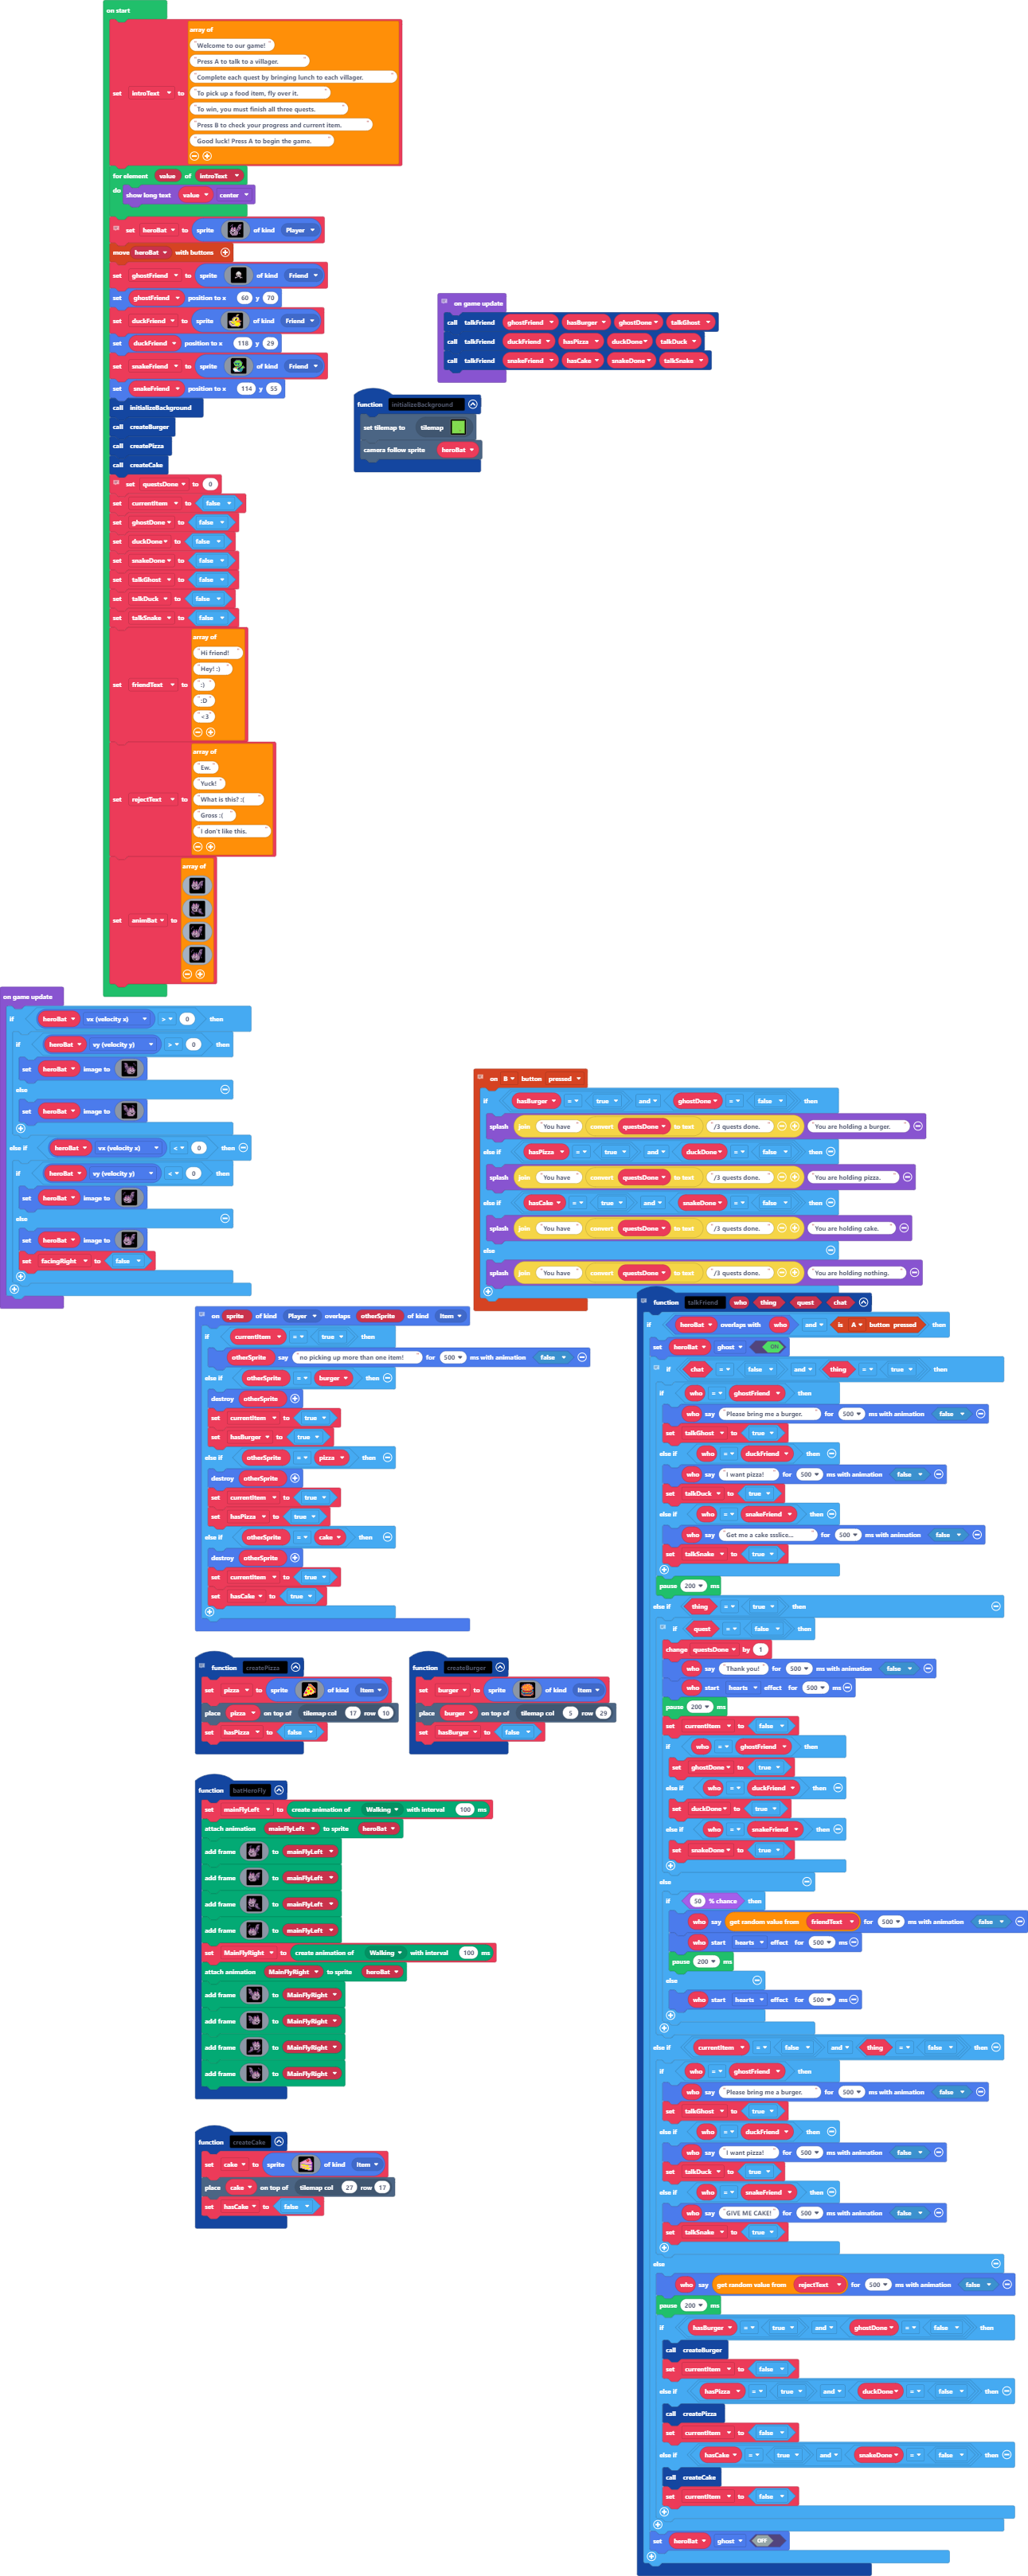 on start
array of
Welcome to our game!
Press A to talk to a villager.
Complete each quest by bringing lunch to each villager.
set introText to
To pick up a food item, fly over it.
To win, you must finish all three quests.
Press B to check your progress and current item.
Good luck! Press A to begin the game.
for element value of introText
do show long text value center
set heroBat to sprite of kind Player
move heroBat with buttons
set ghostFriend to sprite of kind Friend
set ghostFriend position to x 60 y 70
set duckFriend to sprite of kind Friend
set duckFriend position to x 118 y 29
set snakeFriend to sprite of kind Friend
set snakeFriend position to x 114 y 55
call initializeBackground
call createBurger
call createPizza
call createCake
set questsDone to 0
set currentItem to false
set ghostDone to false
set duckDone to false
set snakeDone to false
set talkGhost to false
set talkDuck to false
set talkSnake to false
array of
Hi friend!
Hey! :)
set friendText to :)
:D
<3
array of
Ew.
Yuck!
set rejectText to What is this? :(
Gross :(
I don't like this.
array of
set animBat to
on game update
call talkFriend ghostFriend hasBurger ghostDone talkGhost
call talkFriend duckFriend hasPizza duckDone talkDuck
call talkFriend snakeFriend hasCake snakeDone talkSnake
function initializeBackground
set tilemap to tilemap
camera follow sprite heroBat
on game update
if heroBat vx (velocity x) > 0 then
if heroBat vy (velocity y) > 0 then
set heroBat image to
else
set heroBat image to
else if heroBat vx (velocity x) < 0 then
if heroBat vy (velocity y) < 0 then
set heroBat image to
else
set heroBat image to
set facingRight to false
on B button pressed
if hasBurger = true and ghostDone = false then
splash join You have convert questsDone to text /3 quests done. You are holding a burger.
else if hasPizza = true and duckDone = false then
splash join You have convert questsDone to text /3 quests done. You are holding pizza.
else if hasCake = true and snakeDone = false then
splash join You have convert questsDone to text /3 quests done. You are holding cake.
else
splash join You have convert questsDone to text /3 quests done. You are holding nothing.
on sprite of kind Player overlaps otherSprite of kind Item
if currentItem = true then
otherSprite say no picking up more than one item! for 500 ms with animation false
else if otherSprite = burger then
destroy otherSprite
set currentItem to true
set hasBurger to true
else if otherSprite = pizza then
destroy otherSprite
set currentItem to true
set hasPizza to true
else if otherSprite = cake then
destroy otherSprite
set currentItem to true
set hasCake to true
function createPizza
set pizza to sprite of kind Item
place pizza on top of tilemap col 17 row 10
set hasPizza to false
function createBurger
set burger to sprite of kind Item
place burger on top of tilemap col 5 row 29
set hasBurger to false
function batHeroFly
set mainFlyLeft to create animation of Walking with interval 100 ms
attach animation mainFlyLeft to sprite heroBat
add frame to mainFlyLeft
add frame to mainFlyLeft
add frame to mainFlyLeft
add frame to mainFlyLeft
set MainFlyRight to create animation of Walking with interval 100 ms
attach animation MainFlyRight to sprite heroBat
add frame to MainFlyRight
add frame to MainFlyRight
add frame to MainFlyRight
add frame to MainFlyRight
function createCake
set cake to sprite of kind Item
place cake on top of tilemap col 27 row 17
set hasCake to false
function talkFriend who thing quest chat
if heroBat overlaps with who and is A button pressed then
set heroBat ghost ON
if chat = false and thing = true then
if who = ghostFriend then
who say Please bring me a burger. for 500 ms with animation false
set talkGhost to true
else if who = duckFriend then
who say I want pizza! for 500 ms with animation false
set talkDuck to true
else if who = snakeFriend then
who say Get me a cake ssslice... for 500 ms with animation false
set talkSnake to true
pause 200 ms
else if thing = true then
if quest = false then
change questsDone by 1
who say Thank you! for 500 ms with animation false
who start hearts effect for 500 ms
pause 200 ms
set currentItem to false
if who = ghostFriend then
set ghostDone to true
else if who = duckFriend then
set duckDone to true
else if who = snakeFriend then
set snakeDone to true
else
if 50 % chance then
who say get random value from friendText for 500 ms with animation false
who start hearts effect for 500 ms
pause 200 ms
else
who start hearts effect for 500 ms
else if currentItem = false and thing = false then
if who = ghostFriend then
who say Please bring me a burger. for 500 ms with animation false
set talkGhost to true
else if who = duckFriend then
who say I want pizza! for 500 ms with animation false
set talkDuck to true
else if who = snakeFriend then
who say GIVE ME CAKE! for 500 ms with animation false
set talkSnake to true
else
who say get random value from rejectText for 500 ms with animation false
pause 200 ms
if hasBurger = true and ghostDone = false then
call createBurger
set currentItem to false
else if hasPizza = true and duckDone = false then
call createPizza
set currentItem to false
else if hasCake = true and snakeDone = false then
call createCake
set currentItem to false
set heroBat ghost OFF